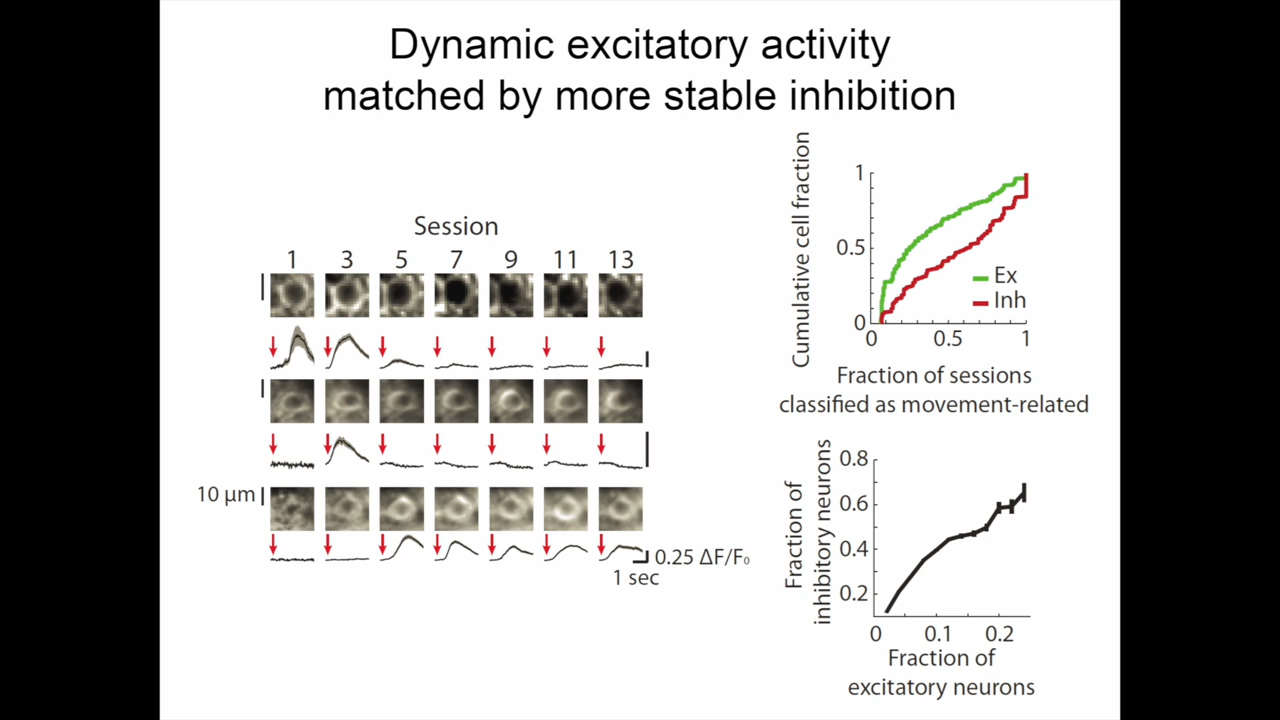 Dynamic excitatory activity
matched by more stable inhibition
Session
1 3 5 7 9 11 13
10 μm
0.25 ΔF/F₀
1 sec
Cumulative cell fraction
1
0.5
0
0 0.5 1
Ex
Inh
Fraction of sessions
classified as movement-related
Fraction of
inhibitory neurons
0.8
0.6
0.4
0.2
0 0.1 0.2
Fraction of
excitatory neurons